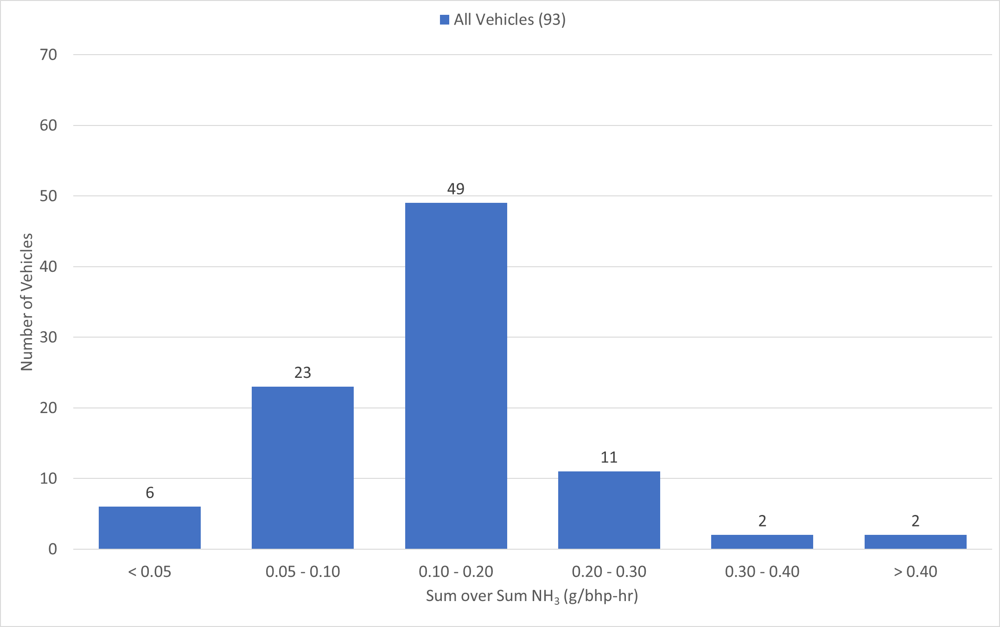 All Vehicles (93)
70
60
50
40
30
20
10
0
Number of Vehicles
6
23
49
11
2
2
< 0.05
0.05 - 0.10
0.10 - 0.20
0.20 - 0.30
0.30 - 0.40
> 0.40
Sum over Sum NH₃ (g/bhp-hr)